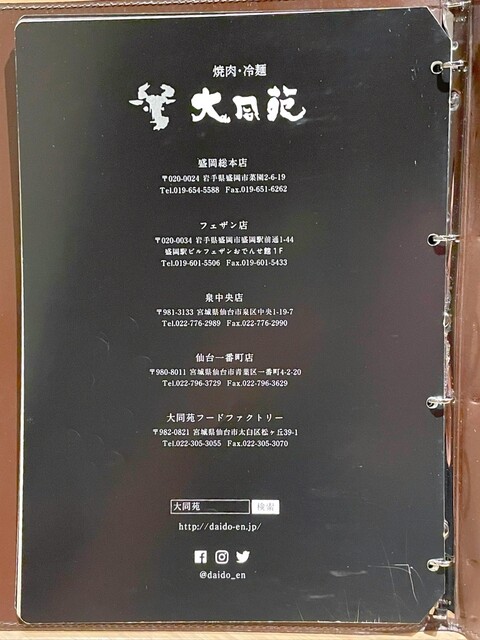 焼肉・冷麺
大同苑
盛岡総本店
〒020-0024 岩手県盛岡市菜園2-6-19
Tel.019-654-5588 Fax.019-651-6262
フェザン店
〒020-0034 岩手県盛岡市盛岡駅前通1-44
盛岡駅ビルフェザンおでんせ館1F
Tel.019-601-5506 Fax.019-601-5433
泉中央店
〒981-3133 宮城県仙台市泉区泉中央1-19-7
Tel.022-776-2989 Fax.022-776-2990
仙台一番町店
〒980-8011 宮城県仙台市青葉区一番町4-2-20
Tel.022-796-3729 Fax.022-796-3629
大同苑フードファクトリー
〒982-0821 宮城県仙台市太白区松ヶ丘39-1
Tel.022-305-3055 Fax.022-305-3070
大同苑 検索
http://daido-en.jp/
@daido_en